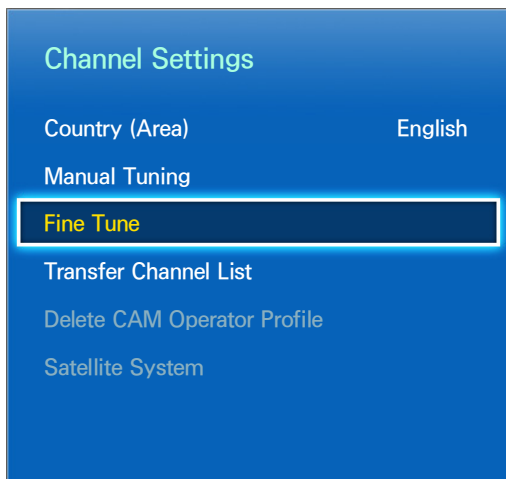 Channel Settings
Country (Area) English
Manual Tuning
Fine Tune
Transfer Channel List
Delete CAM Operator Profile
Satellite System